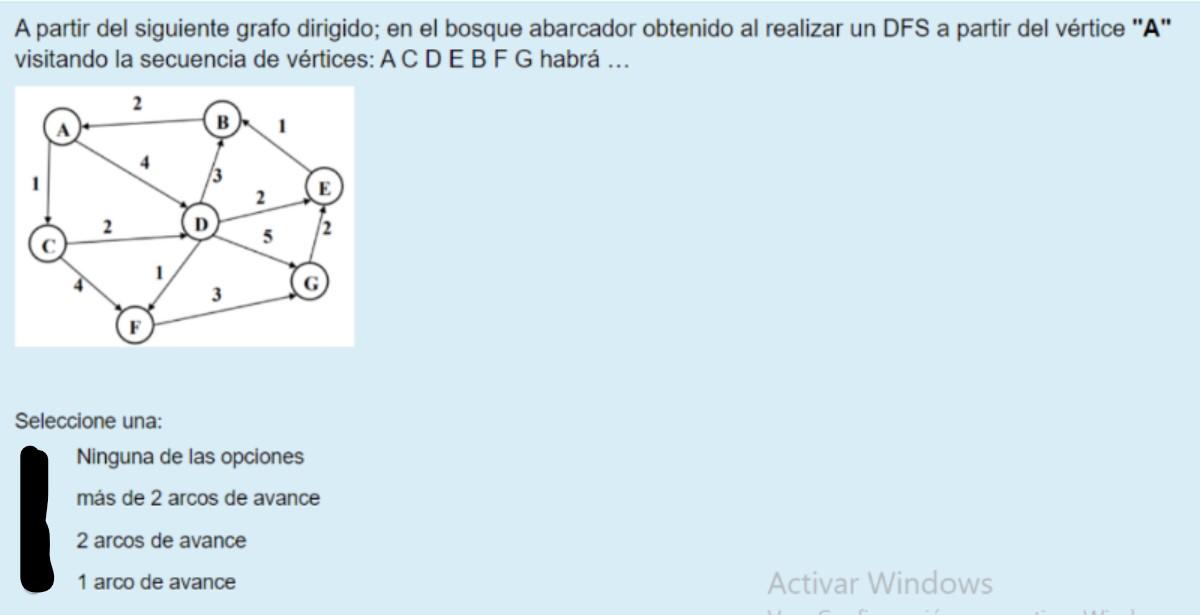 A partir del siguiente grafo dirigido; en el bosque abarcador obtenido al realizar un DFS a partir del vértice "A"
visitando la secuencia de vértices: A C D E B F G habrá ...
2
A
B
1
4
1
3
2
E
2
D
5
2
C
4
1
3
G
F
Seleccione una:
Ninguna de las opciones
más de 2 arcos de avance
2 arcos de avance
1 arco de avance
Activar Windows